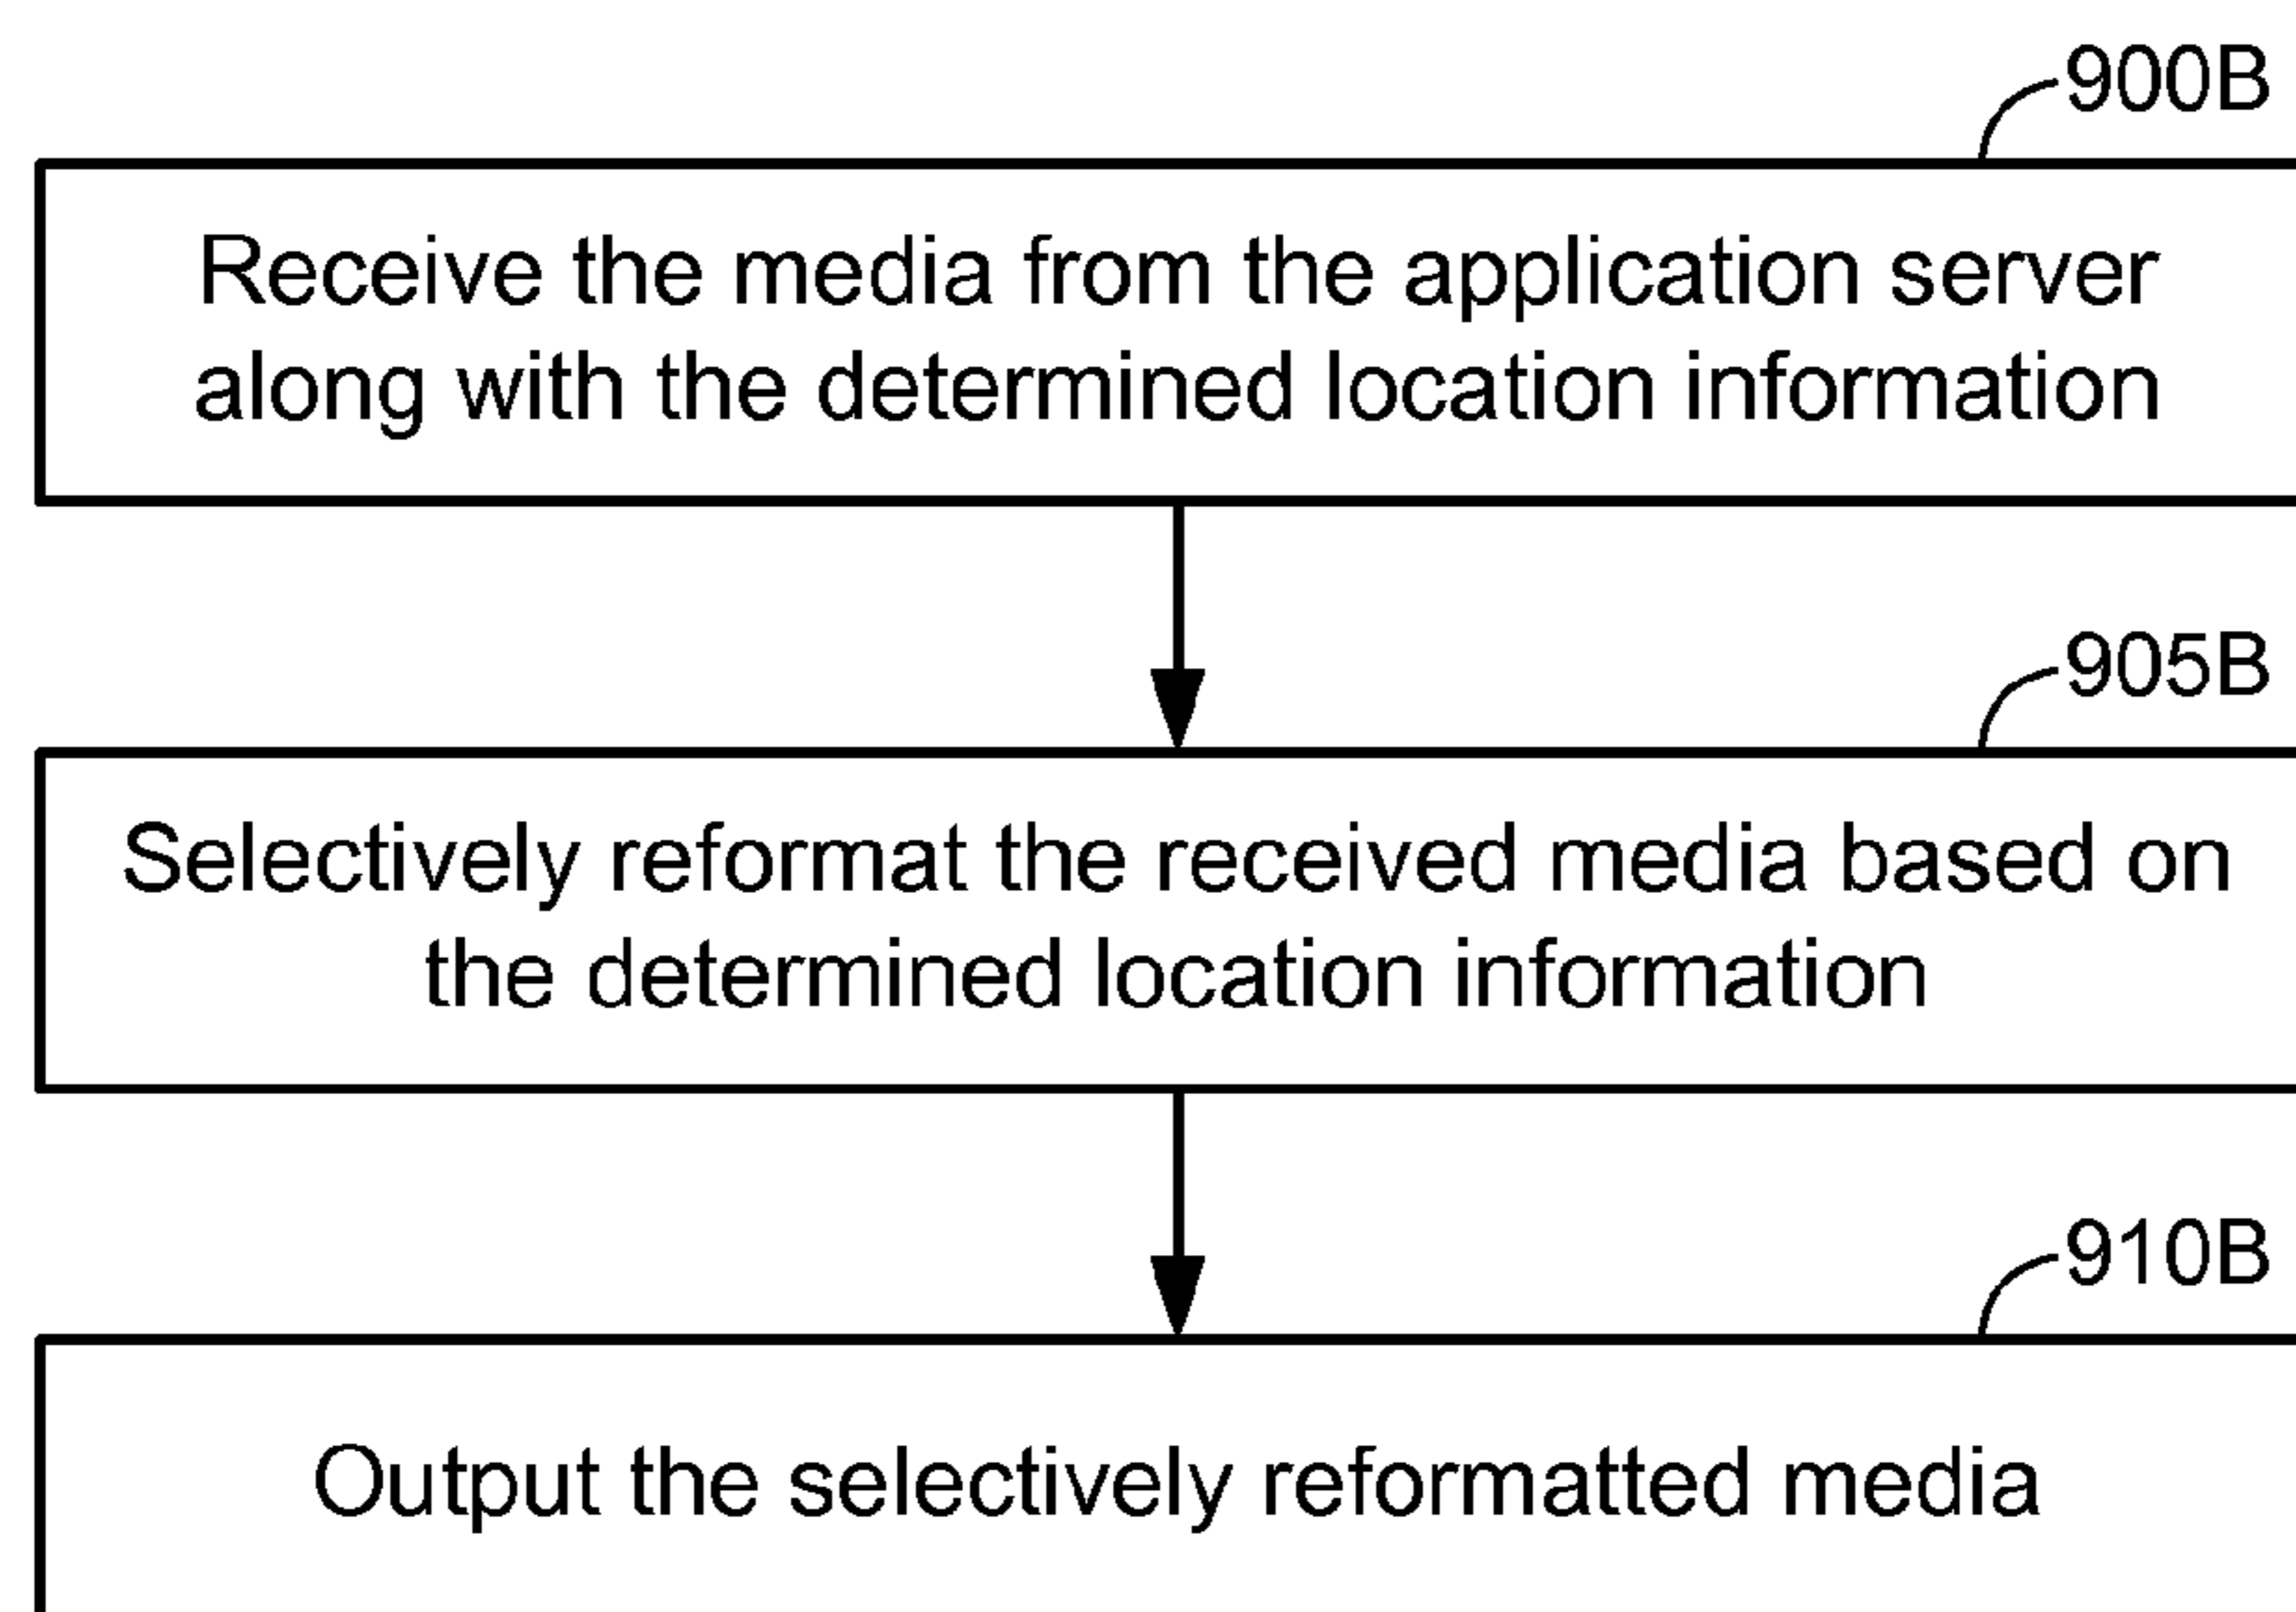 900B
Receive the media from the application server
along with the determined location information
905B
Selectively reformat the received media based on
the determined location information
910B
Output the selectively reformatted media